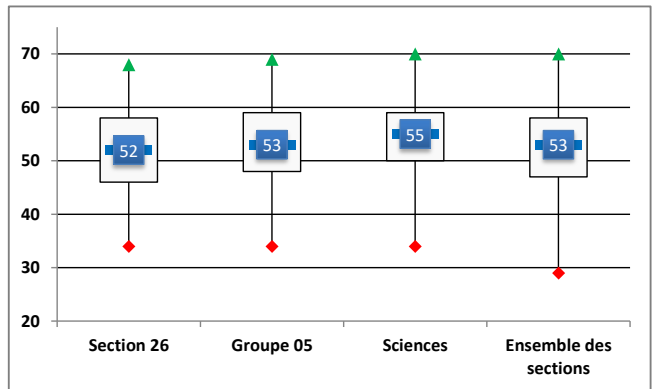 70
60
50
40
30
20
52
53
55
53
Section 26
Groupe 05
Sciences
Ensemble des
sections